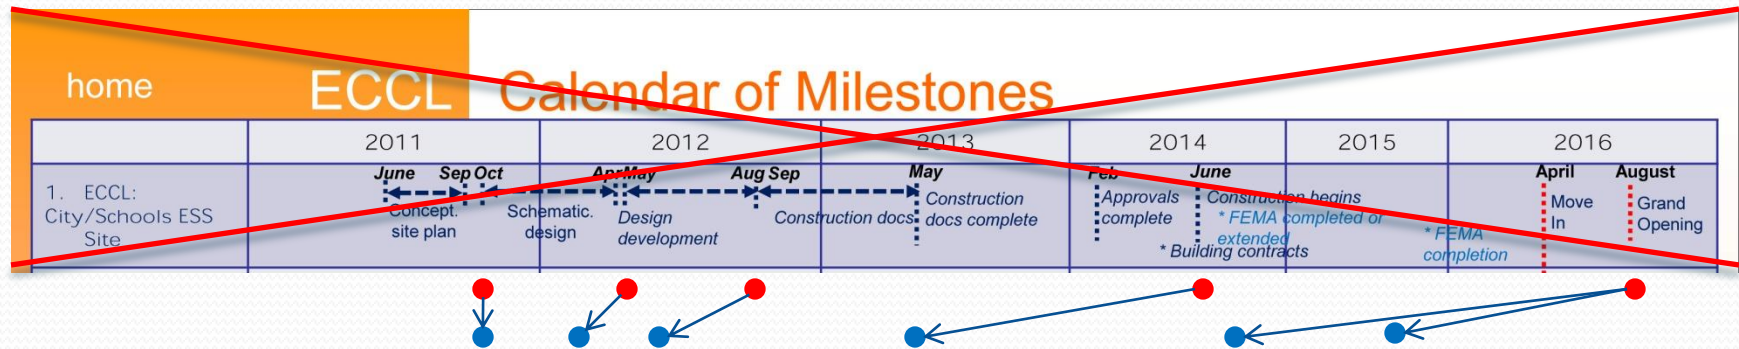 home
ECCL Calendar of Milestones
2011 2012 2013 2014 2015 2016
June Sep Oct Apr May Aug Sep May Feb June April August
1. ECCL:
City/Schools ESS
Site
Concept.
site plan
Schematic.
design
Design
development
Construction docs
Construction
docs complete
Approvals
complete
Construction begins
* FEMA completed or
extended
* Building contracts
* FEMA
completion
Move
In
Grand
Opening